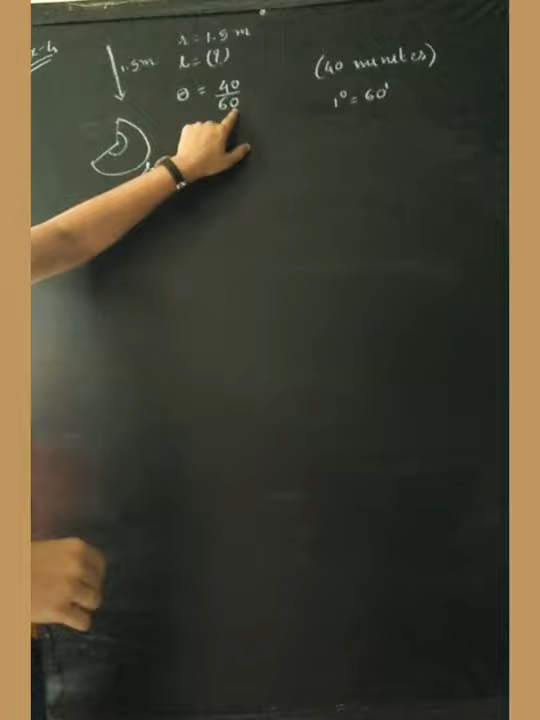 r = 1.5 m
1.5m
l = (?)
(40 minutes)
θ = 40/60
1° = 60'